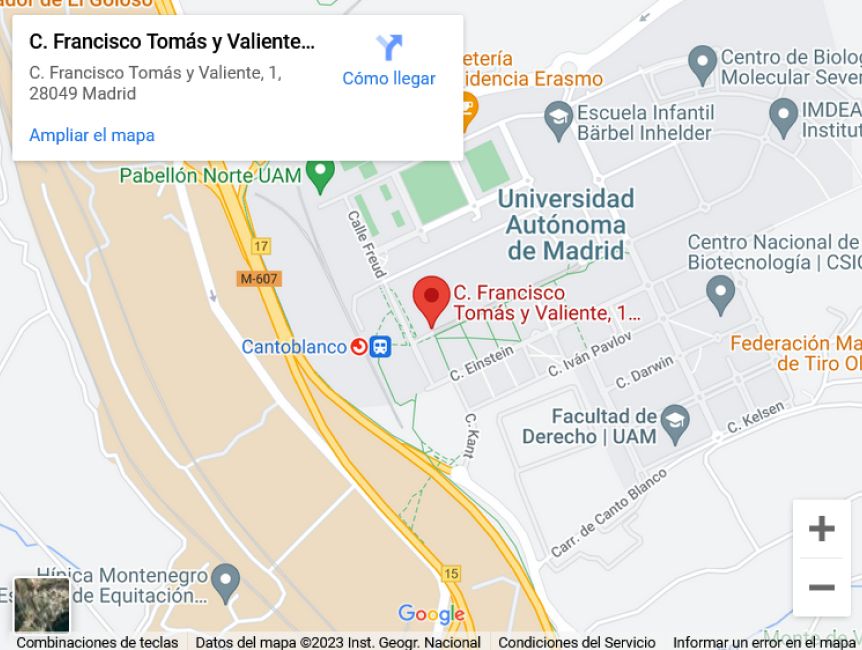 ador de El Goloso
C. Francisco Tomás y Valiente...
C. Francisco Tomás y Valiente, 1,
28049 Madrid
Cómo llegar
Ampliar el mapa
etería
idencia Erasmo
Centro de Biolog
Molecular Sever
Escuela Infantil
Bärbel Inhelder
IMDEA
Institut
Pabellón Norte UAM
Universidad
Autónoma
de Madrid
Calle Freud
17
M-607
Centro Nacional de
Biotecnología | CSIC
C. Francisco
Tomás y Valiente, 1...
Cantoblanco
C. Einstein
C. Iván Pavlov
C. Darwin
Federación Ma
de Tiro Ol
Facultad de
Derecho | UAM
C. Kelsen
C. Kant
Carr. de Canto Blanco
15
Hípica Montenegro
Es de Equitación...
Google
Monte de V
Combinaciones de teclas
Datos del mapa ©2023 Inst. Geogr. Nacional
Condiciones del Servicio
Informar un error en el mapa